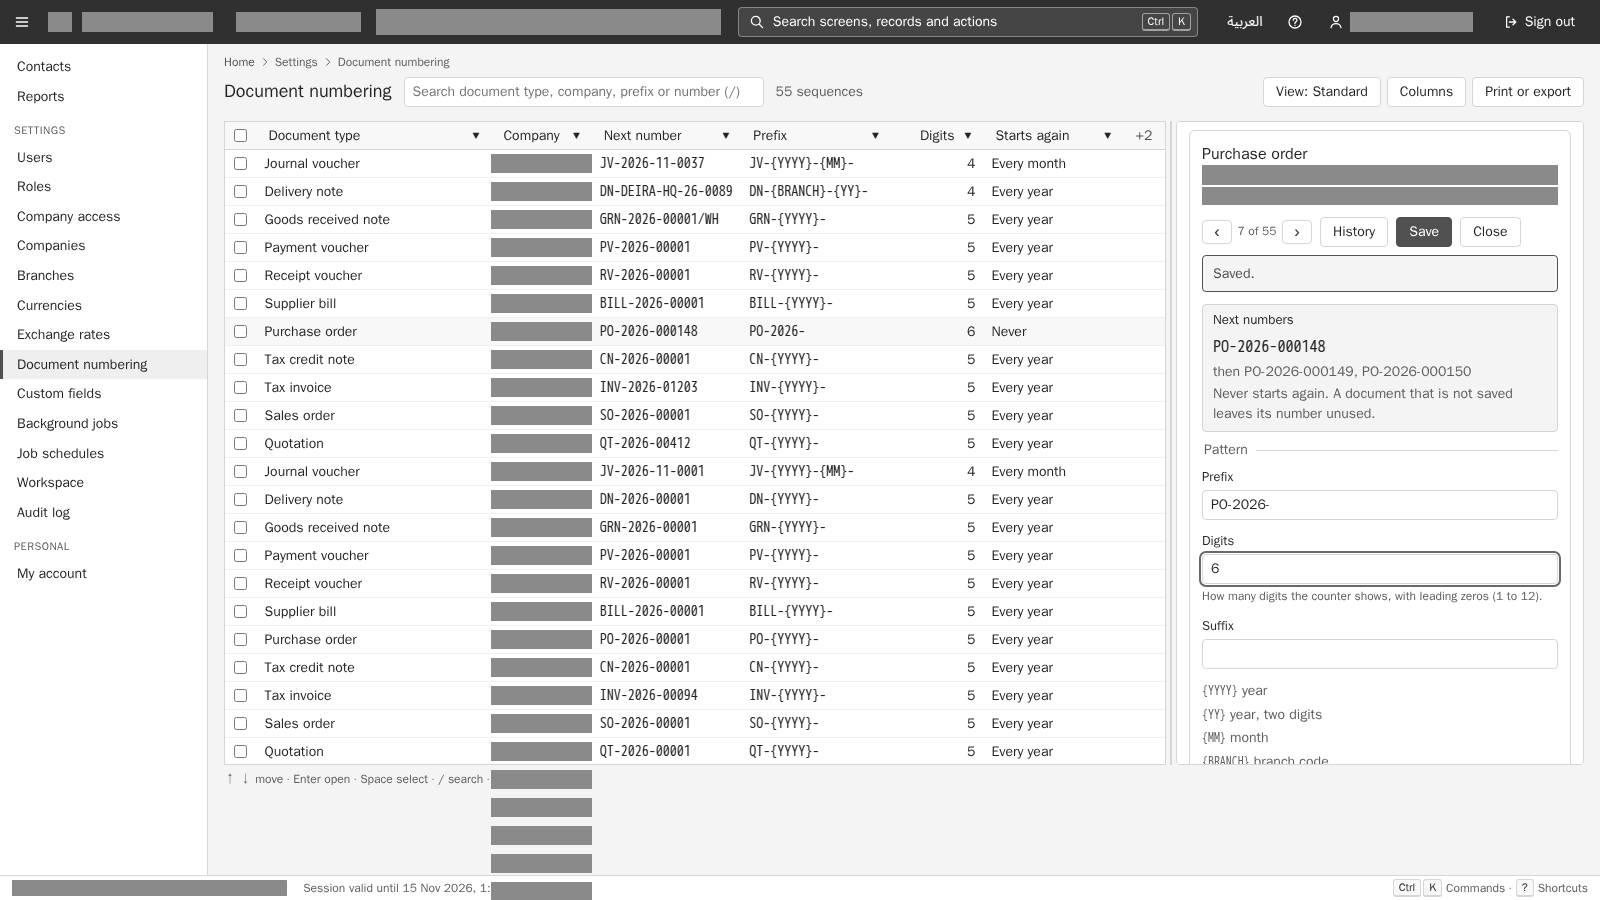 Search screens, records and actions Ctrl K العربية Sign out
Contacts
Reports
SETTINGS
Users
Roles
Company access
Companies
Branches
Currencies
Exchange rates
Document numbering
Custom fields
Background jobs
Job schedules
Workspace
Audit log
PERSONAL
My account
Home > Settings > Document numbering
Document numbering Search document type, company, prefix or number (/) 55 sequences View: Standard Columns Print or export
Document type Company Next number Prefix Digits Starts again +2
Journal voucher JV-2026-11-0037 JV-{YYYY}-{MM}- 4 Every month
Delivery note DN-DEIRA-HQ-26-0089 DN-{BRANCH}-{YY}- 4 Every year
Goods received note GRN-2026-00001/WH GRN-{YYYY}- 5 Every year
Payment voucher PV-2026-00001 PV-{YYYY}- 5 Every year
Receipt voucher RV-2026-00001 RV-{YYYY}- 5 Every year
Supplier bill BILL-2026-00001 BILL-{YYYY}- 5 Every year
Purchase order PO-2026-000148 PO-2026- 6 Never
Tax credit note CN-2026-00001 CN-{YYYY}- 5 Every year
Tax invoice INV-2026-01203 INV-{YYYY}- 5 Every year
Sales order SO-2026-00001 SO-{YYYY}- 5 Every year
Quotation QT-2026-00412 QT-{YYYY}- 5 Every year
Journal voucher JV-2026-11-0001 JV-{YYYY}-{MM}- 4 Every month
Delivery note DN-2026-00001 DN-{YYYY}- 5 Every year
Goods received note GRN-2026-00001 GRN-{YYYY}- 5 Every year
Payment voucher PV-2026-00001 PV-{YYYY}- 5 Every year
Receipt voucher RV-2026-00001 RV-{YYYY}- 5 Every year
Supplier bill BILL-2026-00001 BILL-{YYYY}- 5 Every year
Purchase order PO-2026-00001 PO-{YYYY}- 5 Every year
Tax credit note CN-2026-00001 CN-{YYYY}- 5 Every year
Tax invoice INV-2026-00094 INV-{YYYY}- 5 Every year
Sales order SO-2026-00001 SO-{YYYY}- 5 Every year
Quotation QT-2026-00001 QT-{YYYY}- 5 Every year
↑ ↓ move · Enter open · Space select · / search ·
Purchase order
‹ 7 of 55 › History Save Close
Saved.
Next numbers
PO-2026-000148
then PO-2026-000149, PO-2026-000150
Never starts again. A document that is not saved
leaves its number unused.
Pattern
Prefix
PO-2026-
Digits
6
How many digits the counter shows, with leading zeros (1 to 12).
Suffix
{YYYY} year
{YY} year, two digits
{MM} month
{BRANCH} branch code
Session valid until 15 Nov 2026, 1:
Ctrl K Commands · ? Shortcuts